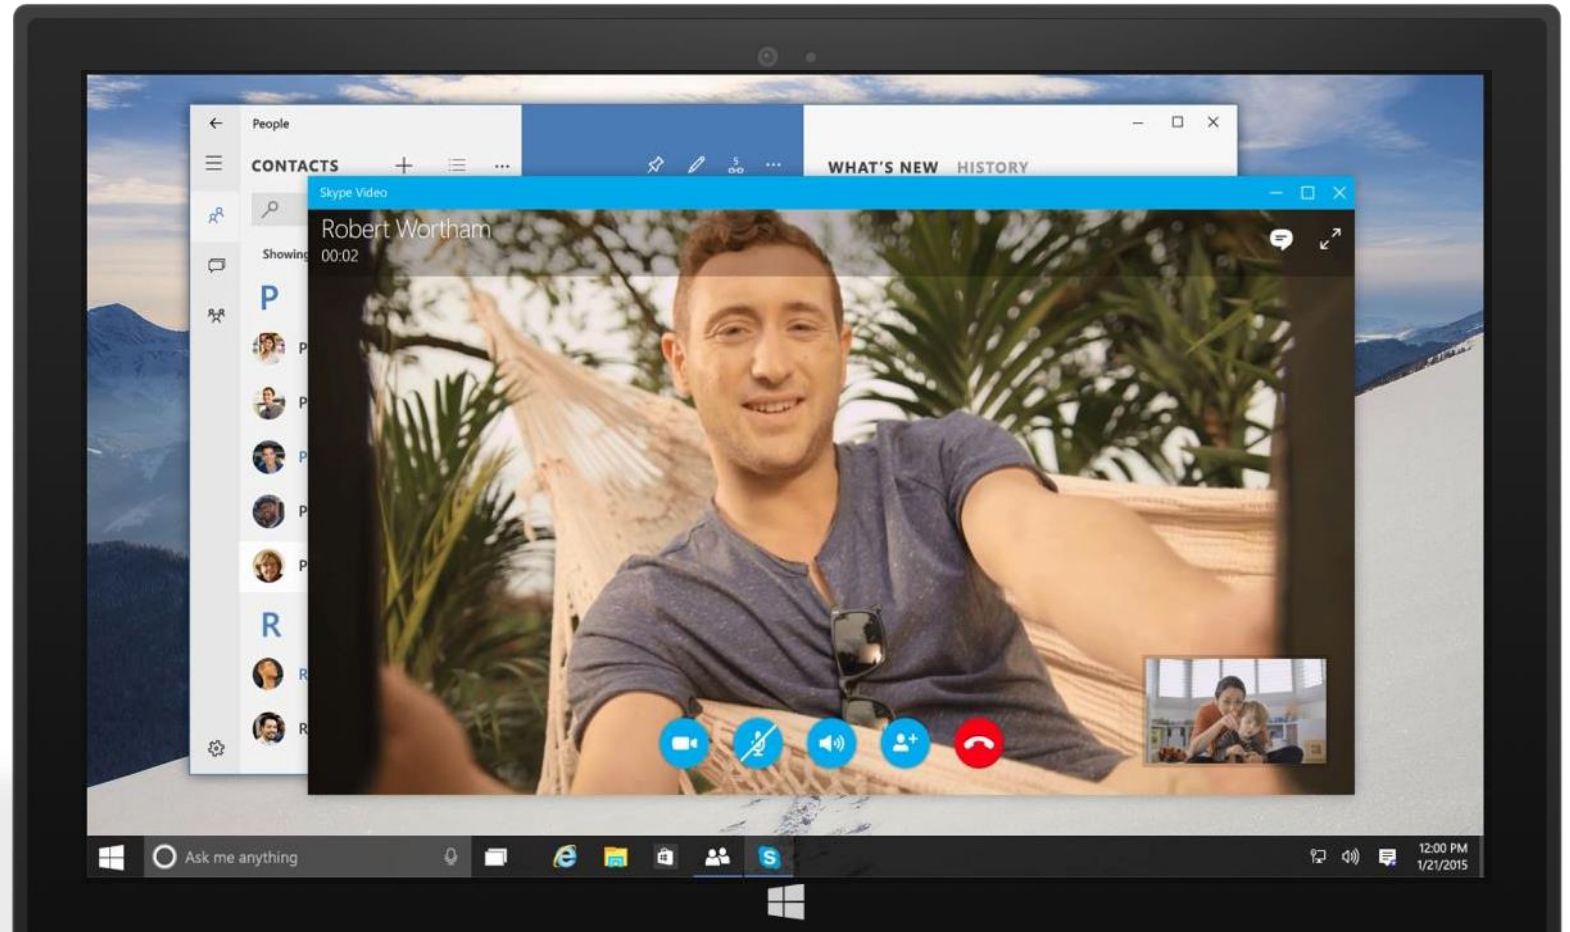 People
CONTACTS
WHAT'S NEW HISTORY
Skype Video
Robert Wortham
00:02
Showing
P
P
P
P
P
P
R
R
R
Ask me anything
12:00 PM
1/21/2015